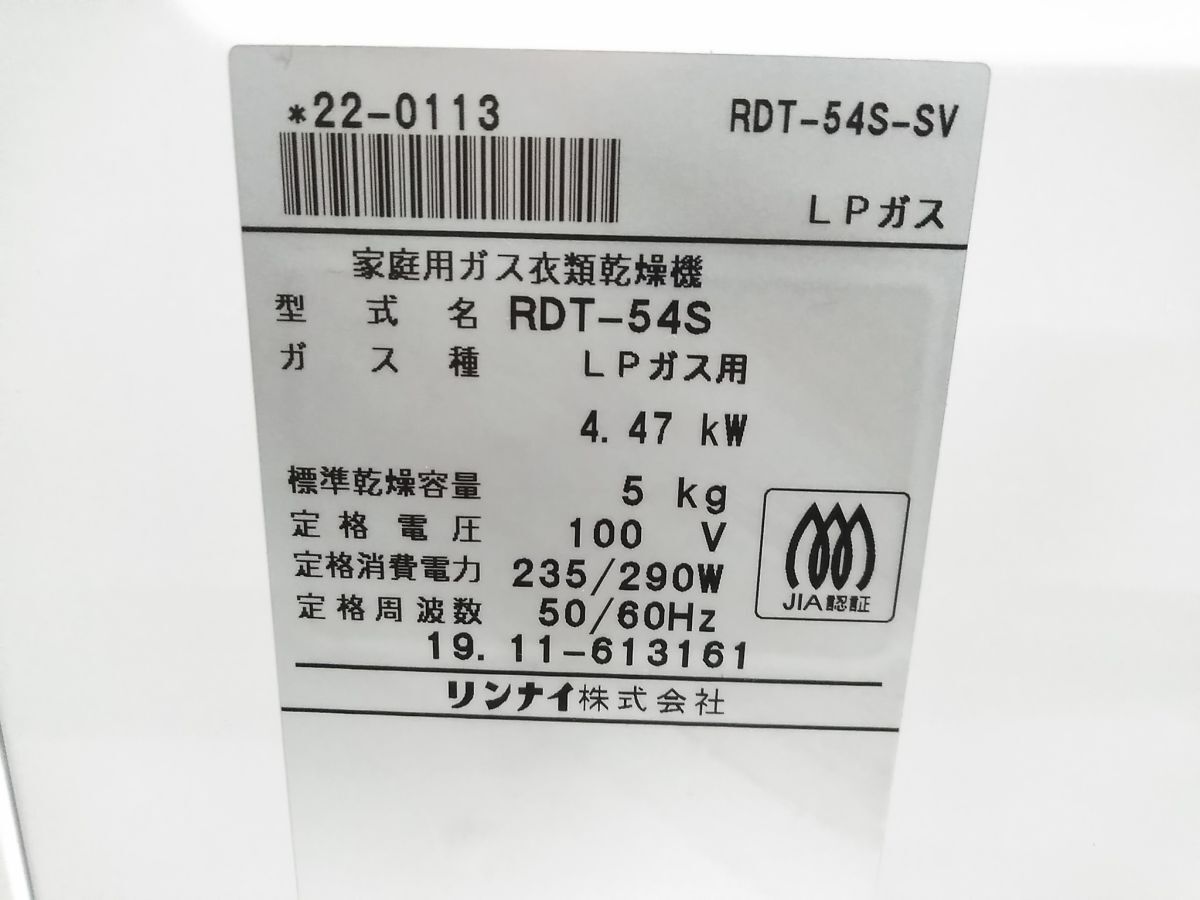 *22-0113
RDT-54S-SV
LPガス
家庭用ガス衣類乾燥機
型式名 RDT-54S
ガス種 LPガス用
4.47 kW
標準乾燥容量 5 kg
定格電圧 100 V
定格消費電力 235/290W
定格周波数 50/60Hz
19.11-613161
JIA認証
リンナイ株式会社